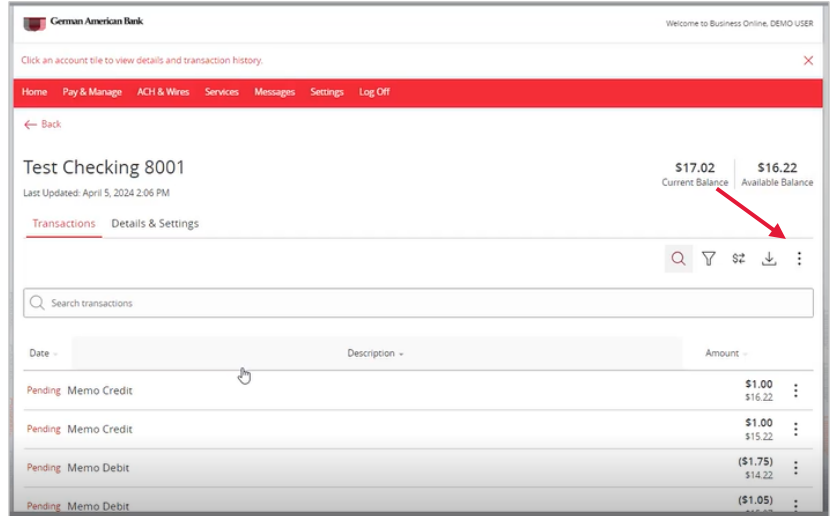 German American Bank
Welcome to Business Online, DEMO USER
Click an account tile to view details and transaction history.
Home Pay & Manage ACH & Wires Services Messages Settings Log Off
Back
Test Checking 8001
$17.02 $16.22
Current Balance Available Balance
Last Updated: April 5, 2024 2:06 PM
Transactions Details & Settings
Search transactions
Date Description Amount
Pending Memo Credit $1.00
$16.22
Pending Memo Credit $1.00
$15.22
Pending Memo Debit ($1.75)
$14.22
Pending Memo Debit ($1.05)